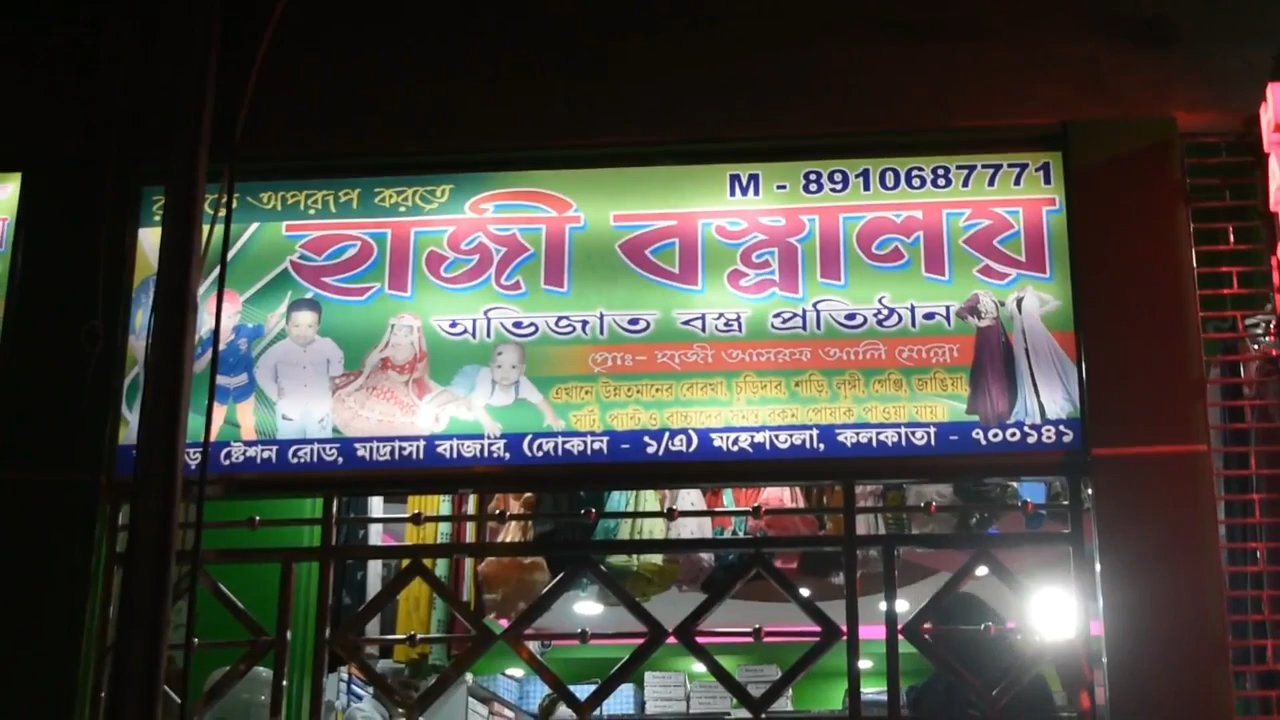 অপরূপ করতে
M - 8910687771
হাজী বস্ত্রালয়
অভিজাত বস্ত্র প্রতিষ্ঠান
প্রোঃ- হাজী আসরফ আলি মোল্লা
এখানে উন্নতমানের বোরখা, চুড়িদার, শাড়ি, লুঙ্গী, গেঞ্জি, জাঙিয়া,
সার্ট, প্যান্ট ও বাচ্চাদের সমস্ত রকম পোষাক পাওয়া যায়।
ষ্টেশন রোড, মাদ্রাসা বাজার, (দোকান - ১/এ) মহেশতলা, কলকাতা - ৭০০১৪১